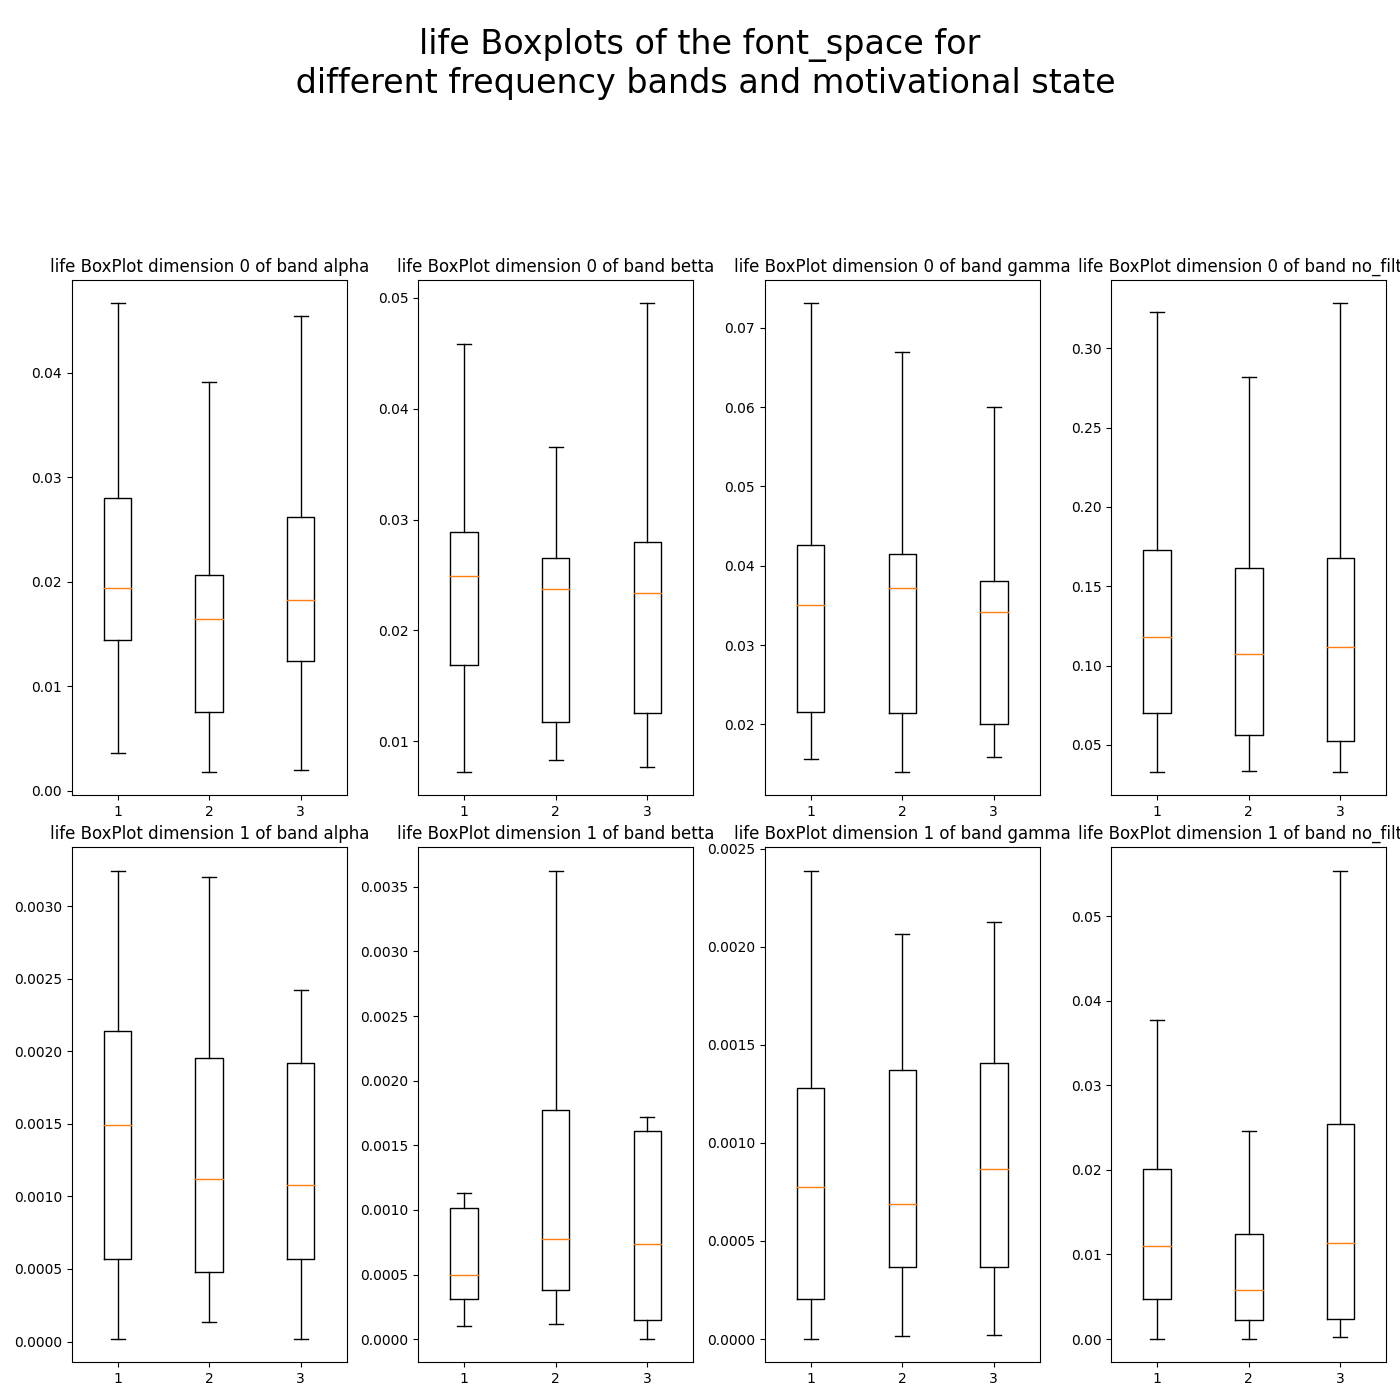 life Boxplots of the font_space for
different frequency bands and motivational state
life BoxPlot dimension 0 of band alpha
0.04
0.03
0.02
0.01
0.00
1 2 3
life BoxPlot dimension 0 of band betta
0.05
0.04
0.03
0.02
0.01
1 2 3
life BoxPlot dimension 0 of band gamma
0.07
0.06
0.05
0.04
0.03
0.02
1 2 3
life BoxPlot dimension 0 of band no_filt
0.30
0.25
0.20
0.15
0.10
0.05
1 2 3
life BoxPlot dimension 1 of band alpha
0.0030
0.0025
0.0020
0.0015
0.0010
0.0005
0.0000
1 2 3
life BoxPlot dimension 1 of band betta
0.0035
0.0030
0.0025
0.0020
0.0015
0.0010
0.0005
0.0000
1 2 3
life BoxPlot dimension 1 of band gamma
0.0025
0.0020
0.0015
0.0010
0.0005
0.0000
1 2 3
life BoxPlot dimension 1 of band no_filt
0.05
0.04
0.03
0.02
0.01
0.00
1 2 3